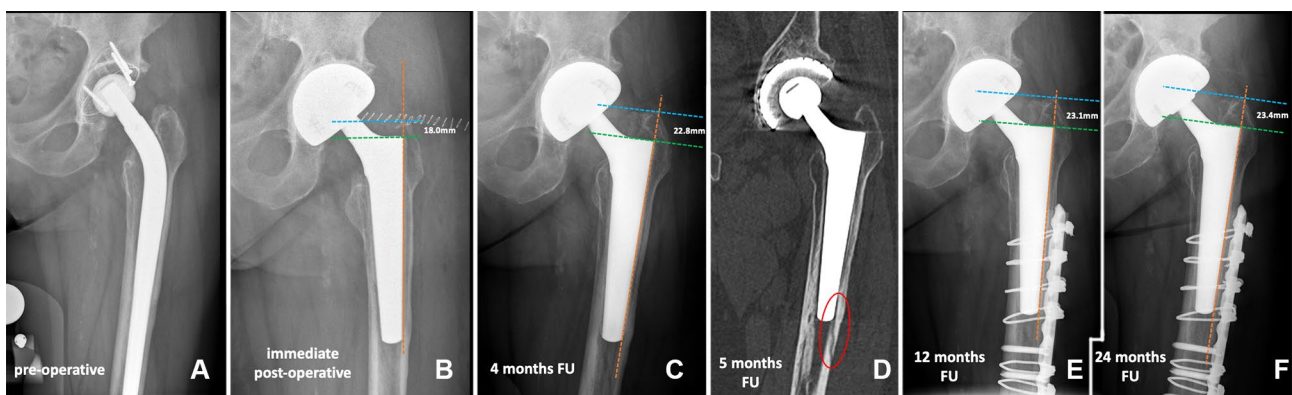 pre-operative
A
18.0mm
immediate
post-operative
B
22.8mm
4 months FU
C
5 months
FU
D
23.1mm
12 months
FU
E
23.4mm
24 months
FU
F